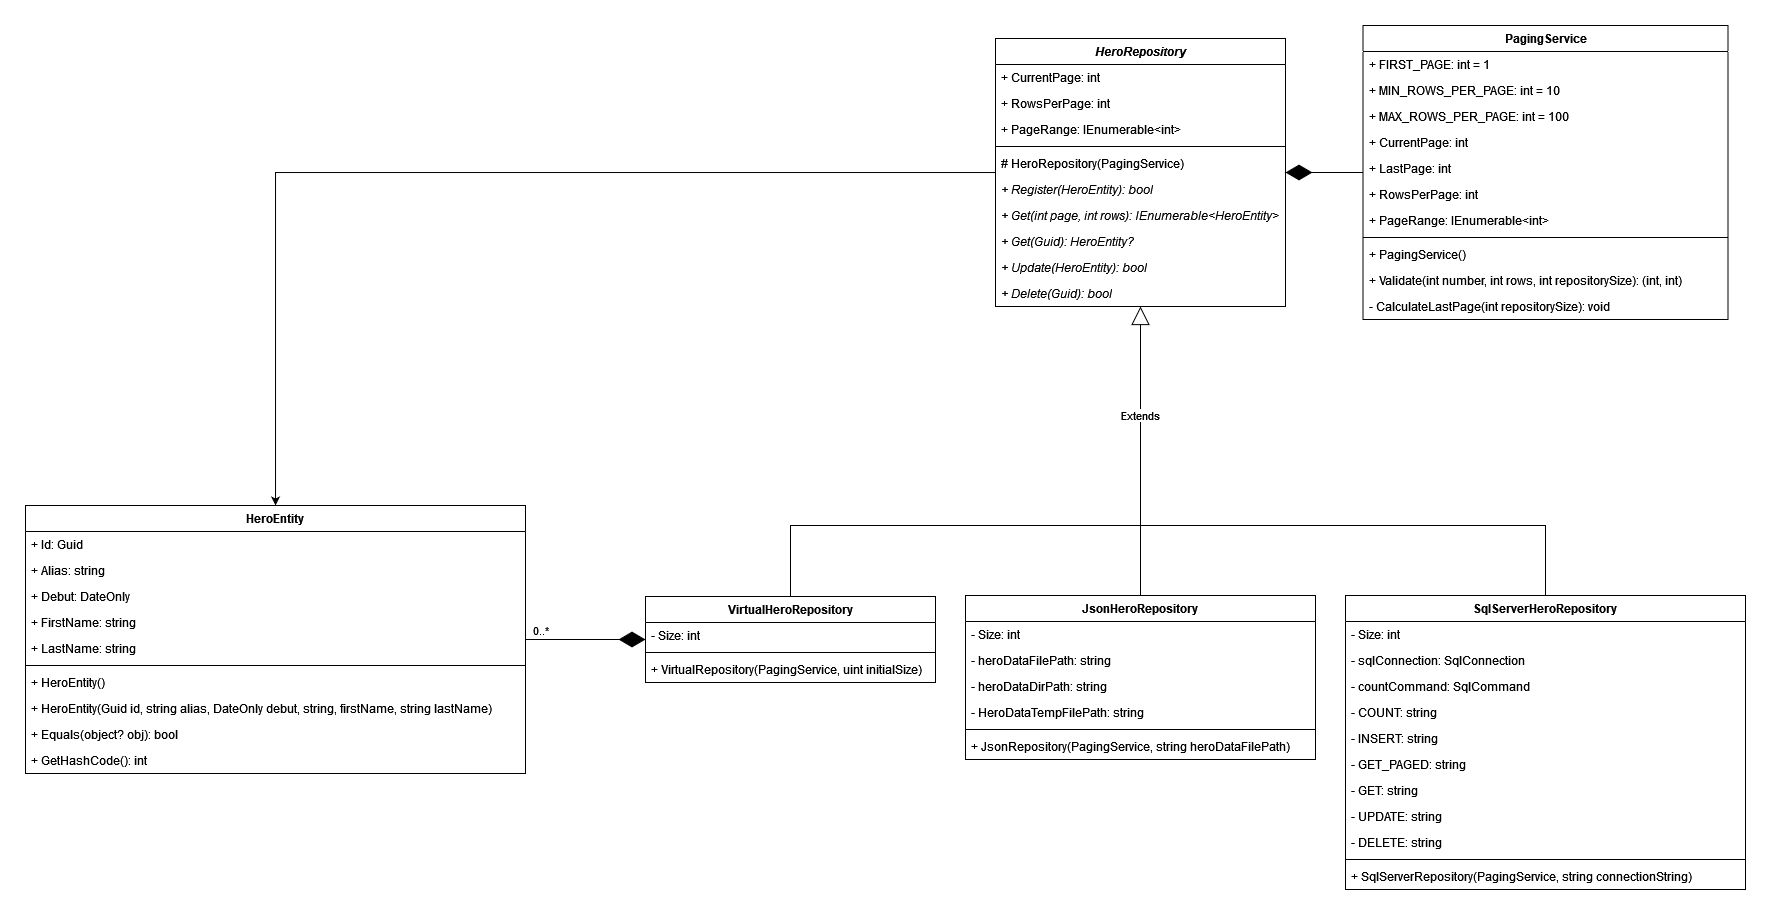 HeroRepository
+ CurrentPage: int
+ RowsPerPage: int
+ PageRange: IEnumerable<int>
# HeroRepository(PagingService)
+ Register(HeroEntity): bool
+ Get(int page, int rows): IEnumerable<HeroEntity>
+ Get(Guid): HeroEntity?
+ Update(HeroEntity): bool
+ Delete(Guid): bool
PagingService
+ FIRST_PAGE: int = 1
+ MIN_ROWS_PER_PAGE: int = 10
+ MAX_ROWS_PER_PAGE: int = 100
+ CurrentPage: int
+ LastPage: int
+ RowsPerPage: int
+ PageRange: IEnumerable<int>
+ PagingService()
+ Validate(int number, int rows, int repositorySize): (int, int)
- CalculateLastPage(int repositorySize): void
Extends
HeroEntity
+ Id: Guid
+ Alias: string
+ Debut: DateOnly
+ FirstName: string
+ LastName: string
+ HeroEntity()
+ HeroEntity(Guid id, string alias, DateOnly debut, string, firstName, string lastName)
+ Equals(object? obj): bool
+ GetHashCode(): int
0..*
VirtualHeroRepository
- Size: int
+ VirtualRepository(PagingService, uint initialSize)
JsonHeroRepository
- Size: int
- heroDataFilePath: string
- heroDataDirPath: string
- HeroDataTempFilePath: string
+ JsonRepository(PagingService, string heroDataFilePath)
SqlServerHeroRepository
- Size: int
- sqlConnection: SqlConnection
- countCommand: SqlCommand
- COUNT: string
- INSERT: string
- GET_PAGED: string
- GET: string
- UPDATE: string
- DELETE: string
+ SqlServerRepository(PagingService, string connectionString)